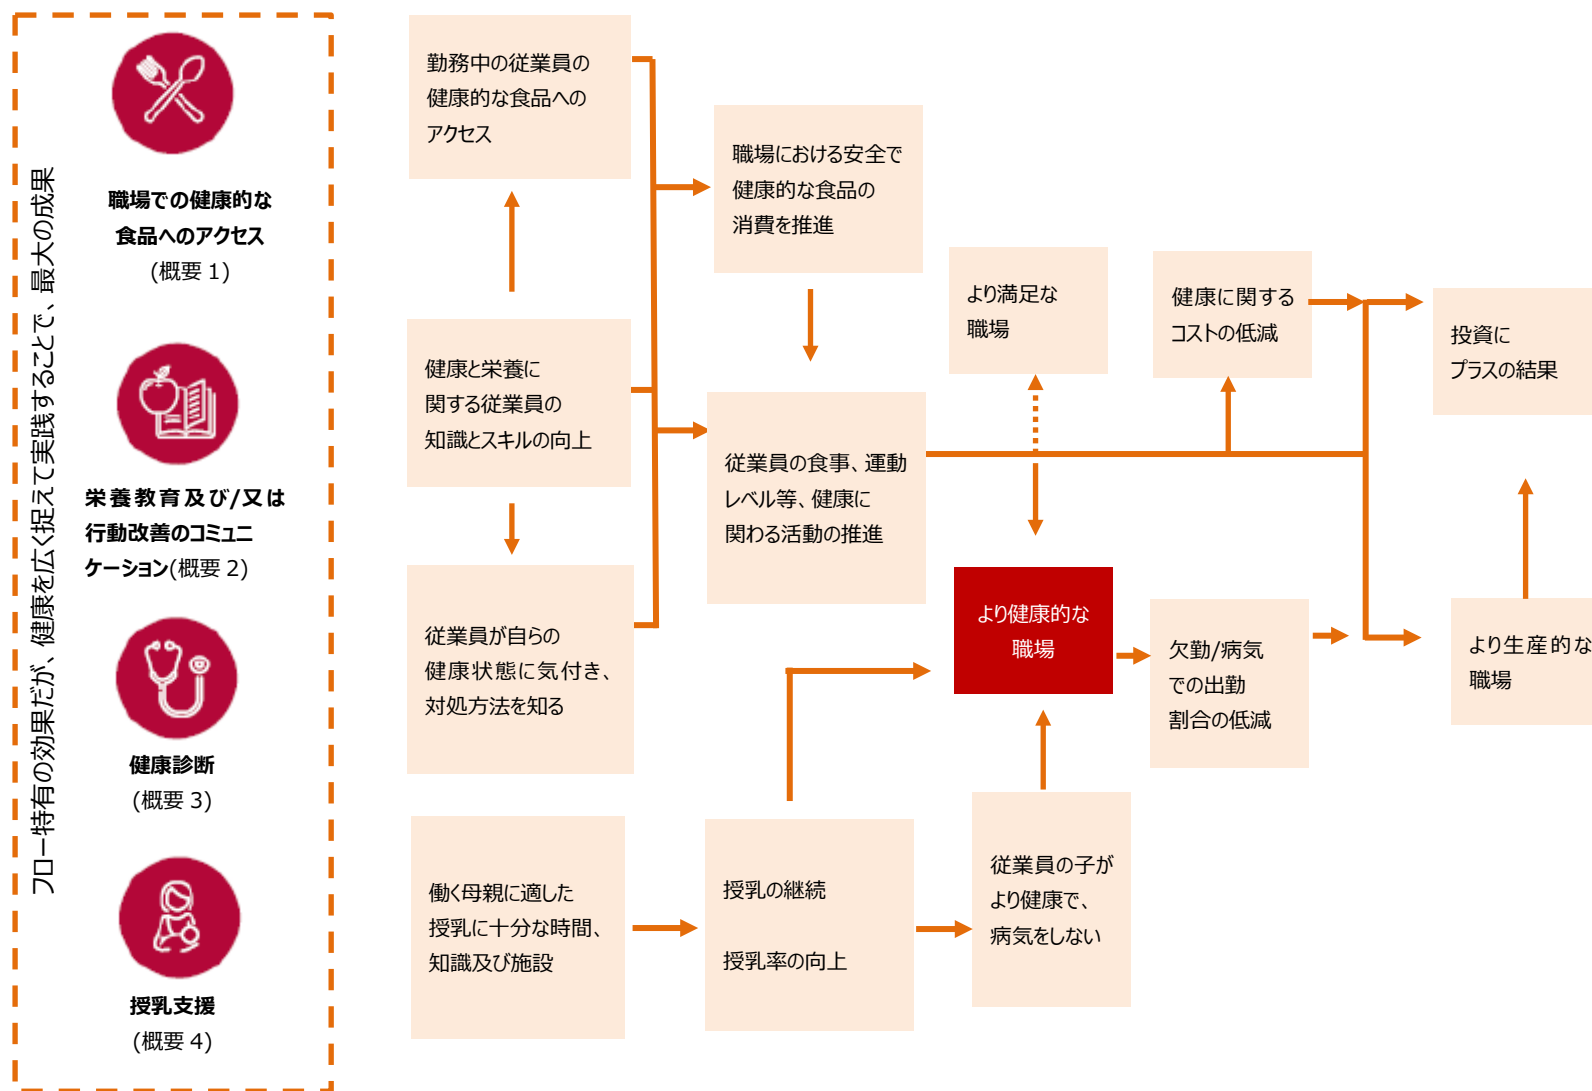 フロー特有の効果だが、健康を広く捉えて実践することで、最大の成果
職場での健康的な
食品へのアクセス
(概要 1)
栄養教育及び/又は
行動改善のコミュニ
ケーション(概要 2)
健康診断
(概要 3)
授乳支援
(概要 4)
勤務中の従業員の
健康的な食品への
アクセス
健康と栄養に
関する従業員の
知識とスキルの向上
従業員が自らの
健康状態に気付き、
対処方法を知る
働く母親に適した
授乳に十分な時間、
知識及び施設
職場における安全で
健康的な食品の
消費を推進
従業員の食事、運動
レベル等、健康に
関わる活動の推進
授乳の継続
授乳率の向上
より満足な
職場
より健康的な
職場
従業員の子が
より健康で、
病気をしない
健康に関する
コストの低減
欠勤/病気
での出勤
割合の低減
投資に
プラスの結果
より生産的な
職場